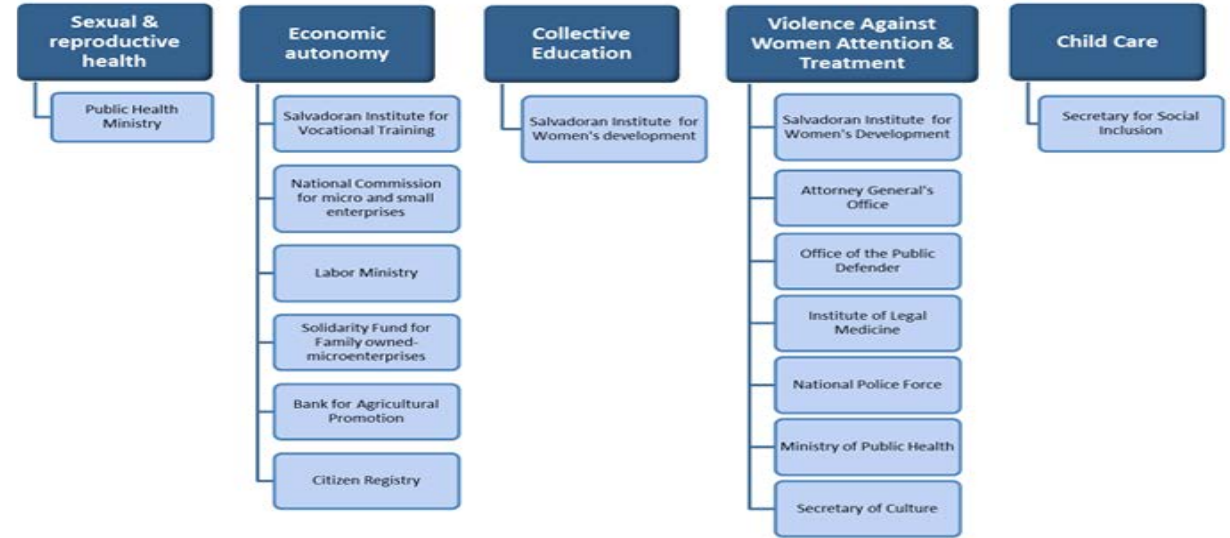 Sexual &
reproductive
health
Public Health
Ministry
Economic
autonomy
Salvadoran Institute for
Vocational Training
National Commission
for micro and small
enterprises
Labor Ministry
Solidarity Fund for
Family owned-
microenterprises
Bank for Agricultural
Promotion
Citizen Registry
Collective
Education
Salvadoran Institute for
Women's development
Violence Against
Women Attention &
Treatment
Salvadoran Institute for
Women's Development
Attorney General's
Office
Office of the Public
Defender
Institute of Legal
Medicine
National Police Force
Ministry of Public Health
Secretary of Culture
Child Care
Secretary for Social
Inclusion